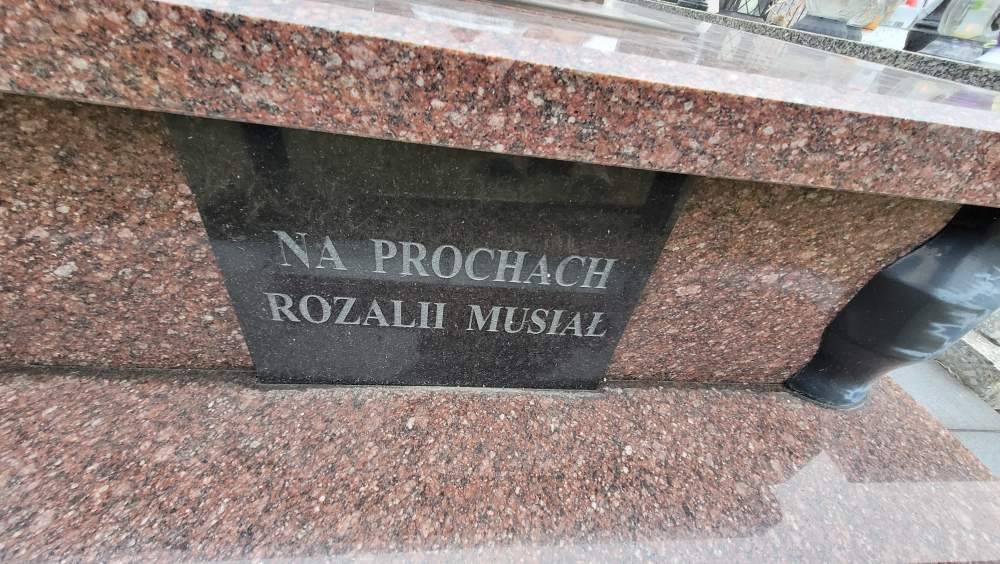 NA PROCHACH
ROZALII MUSIAŁ